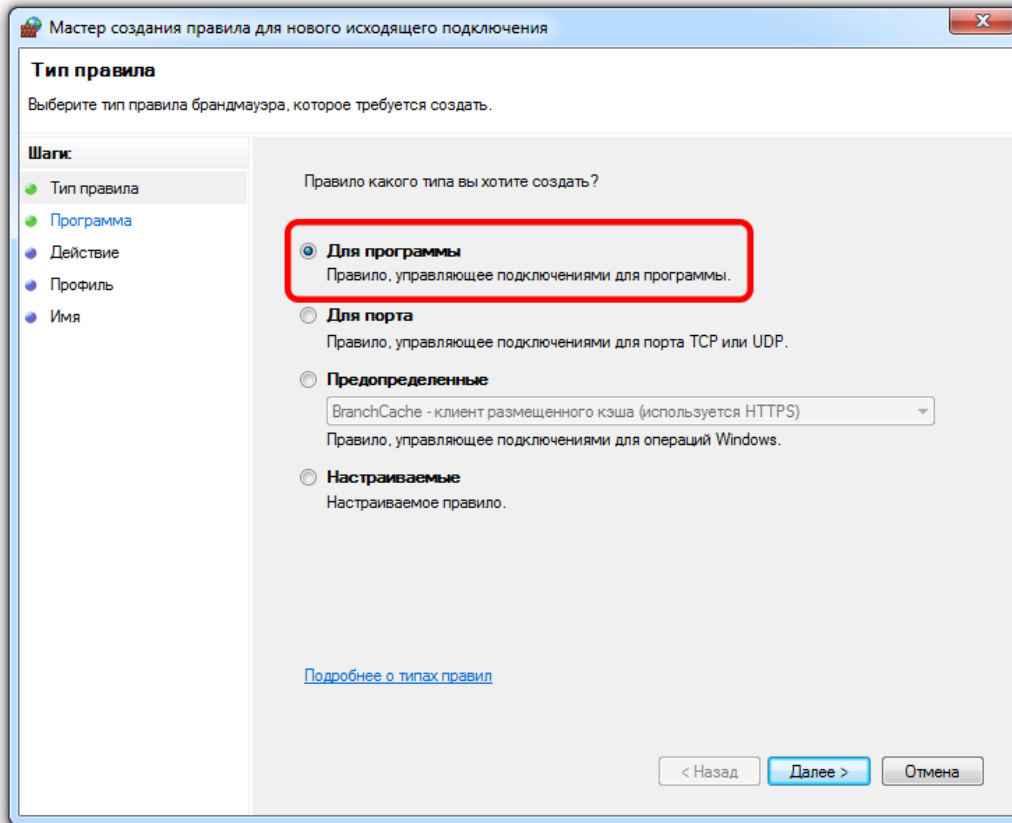 Мастер создания правила для нового исходящего подключения
Тип правила
Выберите тип правила брандмауэра, которое требуется создать.
Шаги:
Тип правила
Программа
Действие
Профиль
Имя
Правило какого типа вы хотите создать?
Для программы
Правило, управляющее подключениями для программы.
Для порта
Правило, управляющее подключениями для порта TCP или UDP.
Предопределенные
BranchCache - клиент размещенного кэша (используется HTTPS)
Правило, управляющее подключениями для операций Windows.
Настраиваемые
Настраиваемое правило.
Подробнее о типах правил
< Назад Далее > Отмена